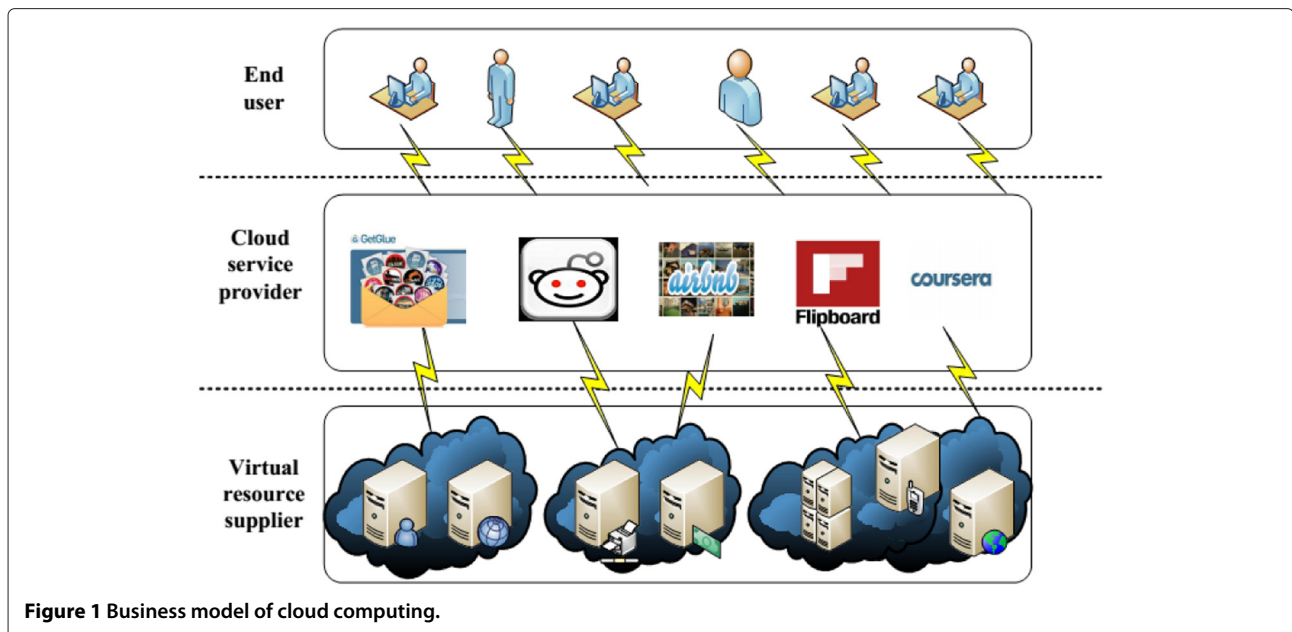 End
user
Cloud
service
provider
GetGlue
airbnb
Flipboard
coursera
Virtual
resource
supplier
Figure 1 Business model of cloud computing.